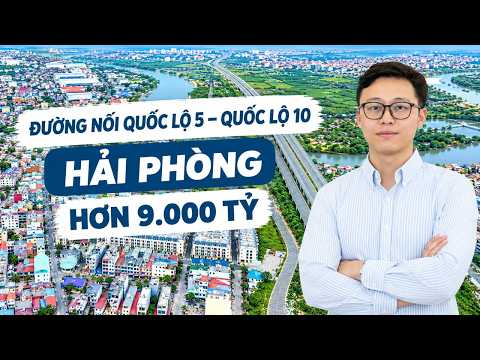 ĐƯỜNG NỐI QUỐC LỘ 5 – QUỐC LỘ 10
HẢI PHÒNG
HƠN 9.000 TỶ